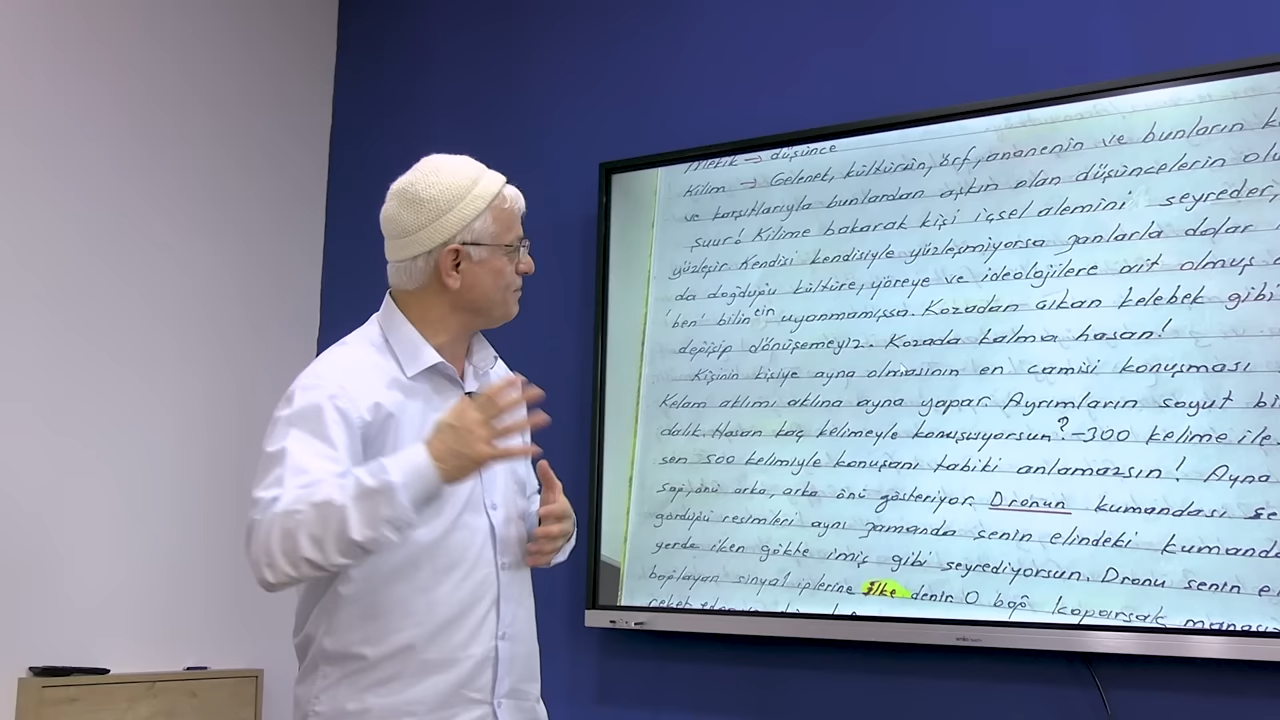 Mekik → düşünce
Kilim → Gelenek, kültürün, örf, ananenin ve bunların
ve karşıtlarıyla bunlardan aşkın olan düşüncelerin
şuur! Kilime bakarak kişi içsel alemini seyreder,
yüzleşir. Kendisi kendisiyle yüzleşmiyorsa zanlarla dolar
da doğduğu kültüre, yöreye ve ideolojilere ait olmuş
'ben' bilinein uyanmamışsa. Kozadan çıkan kelebek gibi
değişip dönüşemeyiz. Kozada kalma hasan!
Kişinin kişiye ayna olmasının en camisi konuşması
Kelam aklımı aklına ayna yapar. Ayrımların soyut
dalık. Hasan kaç kelimeyle konuşuyorsun? -300 kelime ile.
sen 500 kelimiyle konuşanı tabiki anlamazsın! Ayna
sağı, önü arka, arka önü gösteriyor. Dronun kumandası
gördüğü resimleri aynı zamanda senin elindeki
yerde iken gökte imiş gibi seyrediyorsun. Dronu senin
bağlayan sinyal iplerine ilke denir. O bağ koparsak